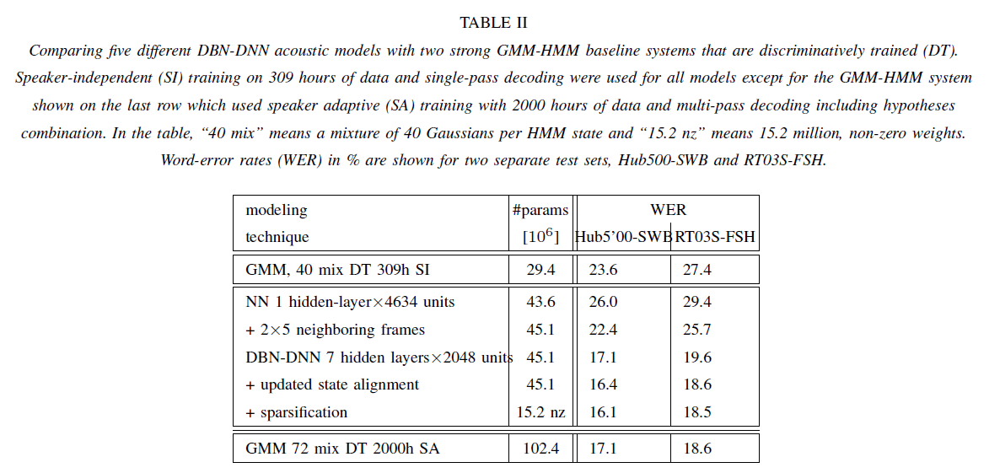 TABLE II
Comparing five different DBN-DNN acoustic models with two strong GMM-HMM baseline systems that are discriminatively trained (DT).
Speaker-independent (SI) training on 309 hours of data and single-pass decoding were used for all models except for the GMM-HMM system
shown on the last row which used speaker adaptive (SA) training with 2000 hours of data and multi-pass decoding including hypotheses
combination. In the table, “40 mix” means a mixture of 40 Gaussians per HMM state and “15.2 nz” means 15.2 million, non-zero weights.
Word-error rates (WER) in % are shown for two separate test sets, Hub500-SWB and RT03S-FSH.
modeling #params WER
technique [10⁶] Hub5'00-SWB RT03S-FSH
GMM, 40 mix DT 309h SI 29.4 23.6 27.4
NN 1 hidden-layer×4634 units 43.6 26.0 29.4
+ 2×5 neighboring frames 45.1 22.4 25.7
DBN-DNN 7 hidden layers×2048 units 45.1 17.1 19.6
+ updated state alignment 45.1 16.4 18.6
+ sparsification 15.2 nz 16.1 18.5
GMM 72 mix DT 2000h SA 102.4 17.1 18.6